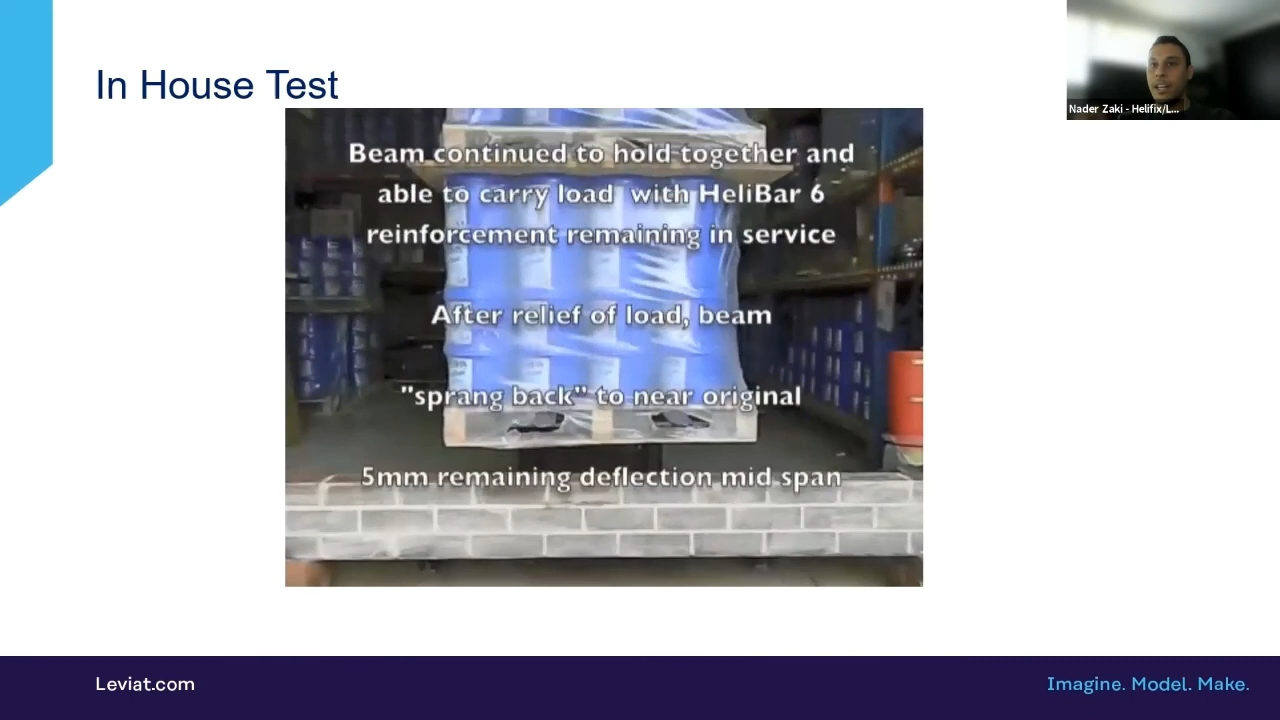 In House Test
Nader Zaki - Helifix/L...
Beam continued to hold together and
able to carry load with HeliBar 6
reinforcement remaining in service
After relief of load, beam
"sprang back" to near original
5mm remaining deflection mid span
Leviat.com
Imagine. Model. Make.